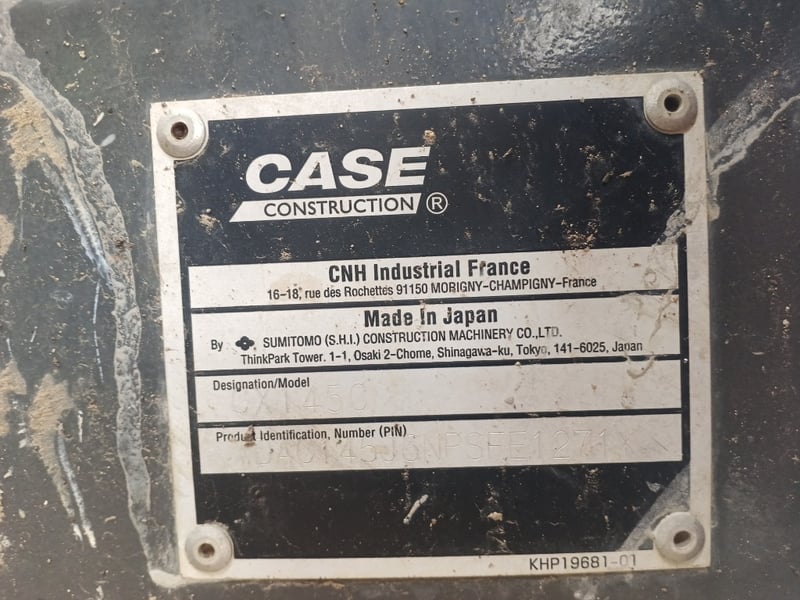 CASE
CONSTRUCTION ®
CNH Industrial France
16-18, rue des Rochettes 91150 MORIGNY-CHAMPIGNY-France
Made In Japan
By SUMITOMO (S.H.I.) CONSTRUCTION MACHINERY CO.,LTD.
ThinkPark Tower. 1-1, Osaki 2-Chome, Shinagawa-ku, Tokyo, 141-6025, Japan
Designation/Model
CX145C
Product Identification, Number (PIN)
KHP19681-01